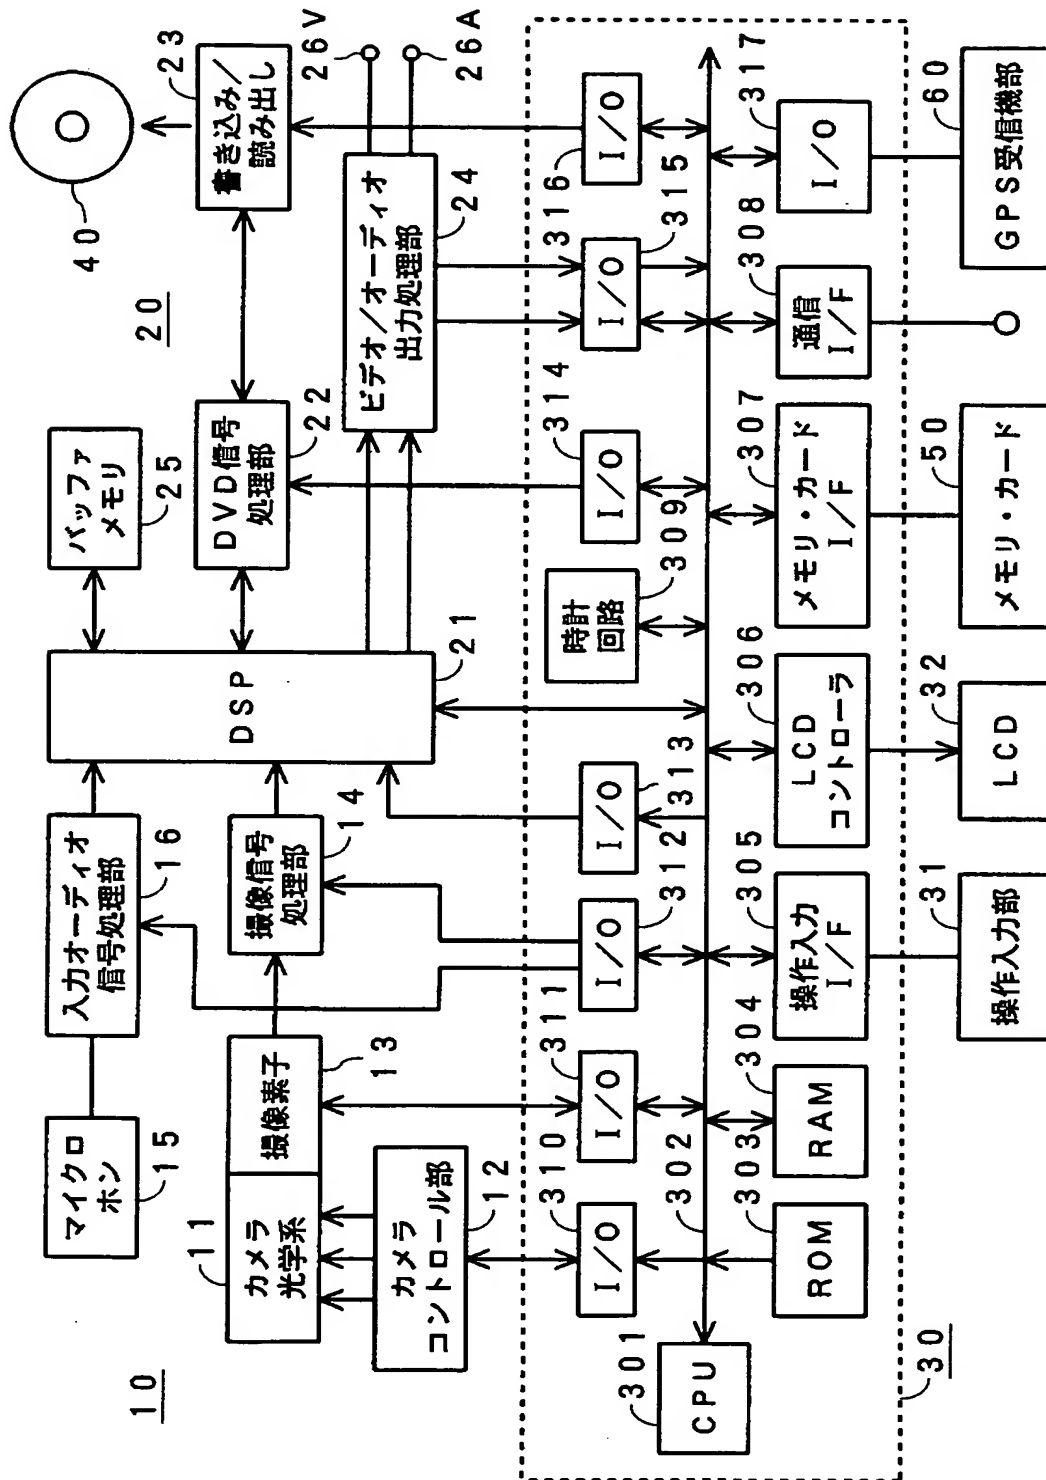 10
11
カメラ
光学系
撮像素子
13
カメラ
コントロール部
12
マイクロ
ホン
15
入力オーディオ
信号処理部
16
撮像信号
処理部
14
DSP
21
バッファ
メモリ
25
20
DVD信号
処理部
22
書き込み/
読み出し
23
40
ビデオ/オーディオ
出力処理部
24
26V
26A
CPU
301
302
I/O
310
I/O
311
I/O
312
I/O
313
時計
回路
309
I/O
314
I/O
315
I/O
316
ROM
303
RAM
304
操作入力
I/F
305
LCD
コントローラ
306
メモリ・カード
I/F
307
通信
I/F
308
I/O
317
30
操作入力部
31
LCD
32
メモリ・カード
50
GPS受信機部
60